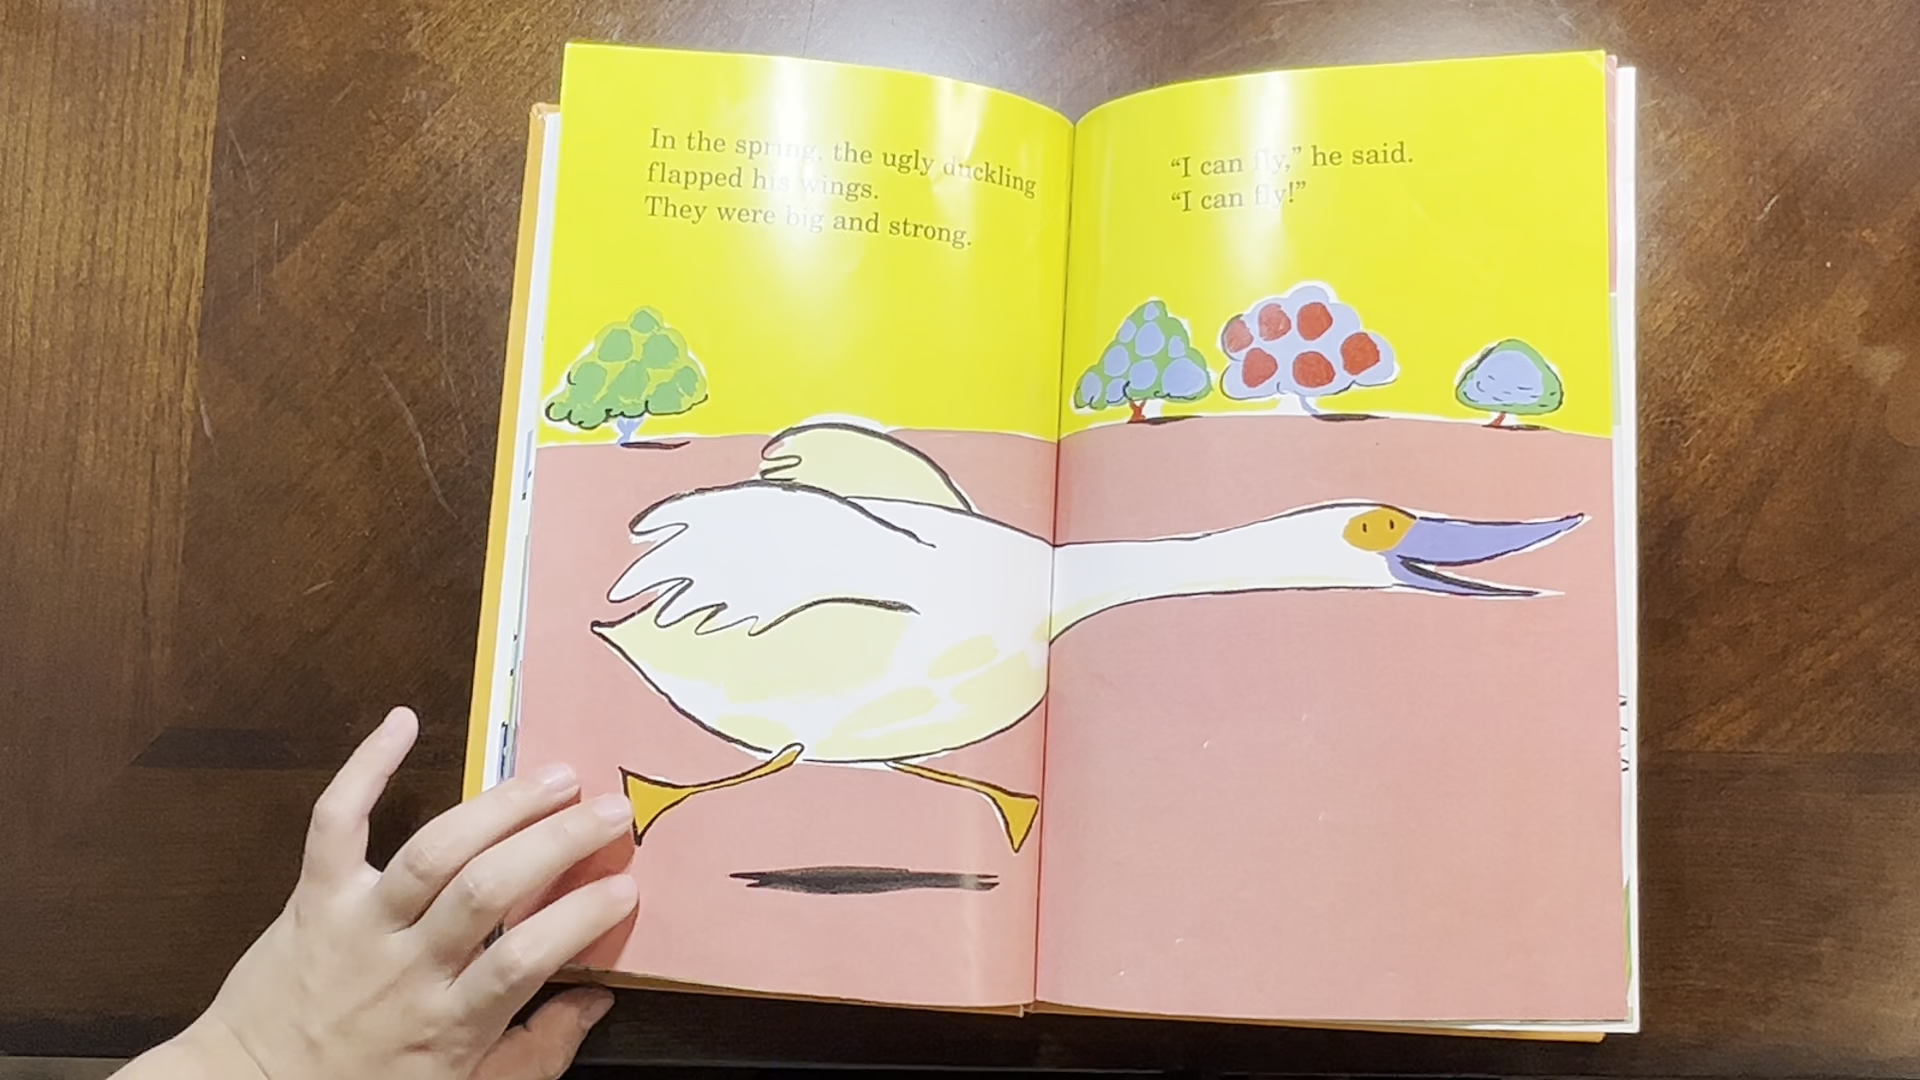 In the spring, the ugly duckling
flapped his wings.
They were big and strong.
“I can fly,” he said.
“I can fly!”